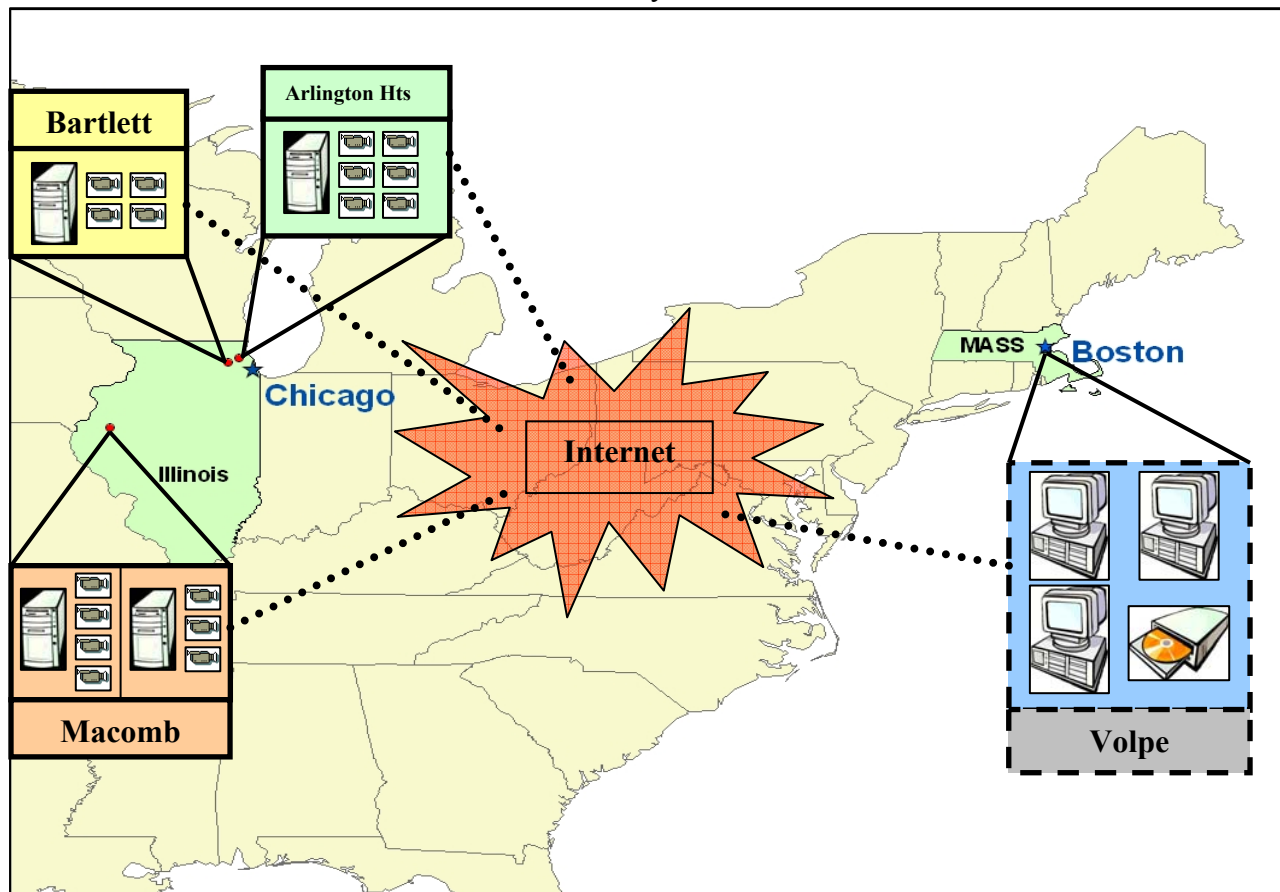 Arlington Hts
Bartlett
MASS
Boston
Chicago
Internet
Illinois
Macomb
Volpe